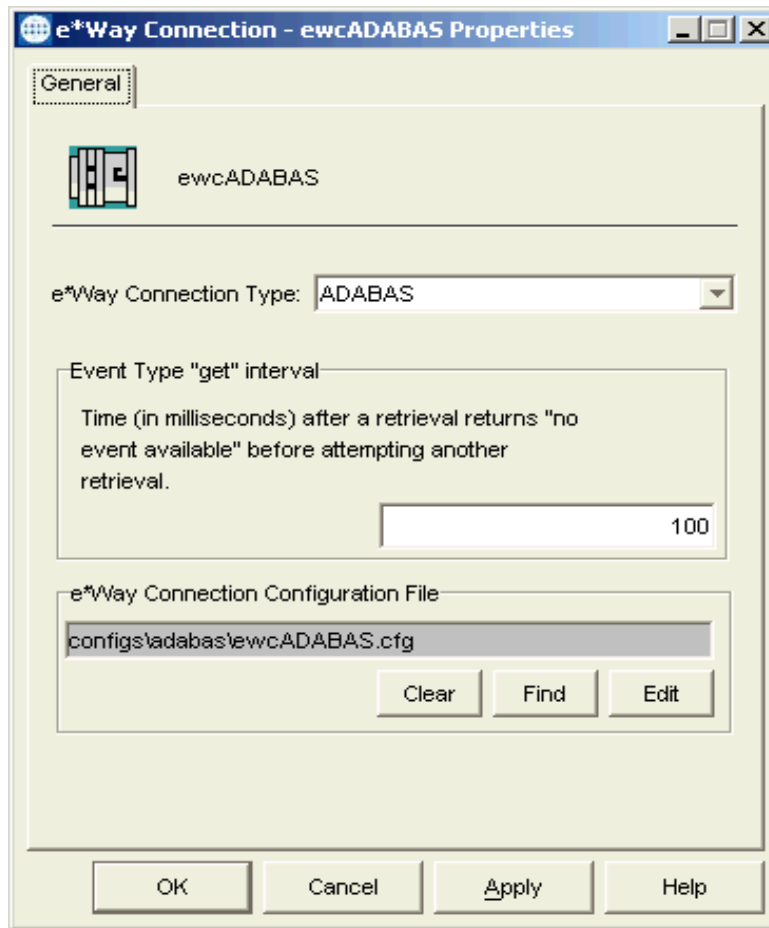 e*Way Connection - ewcADABAS Properties
General
ewcADABAS
e*Way Connection Type: ADABAS
Event Type "get" interval
Time (in milliseconds) after a retrieval returns "no
event available" before attempting another
retrieval.
100
e*Way Connection Configuration File
configs\adabas\ewcADABAS.cfg
Clear Find Edit
OK Cancel Apply Help